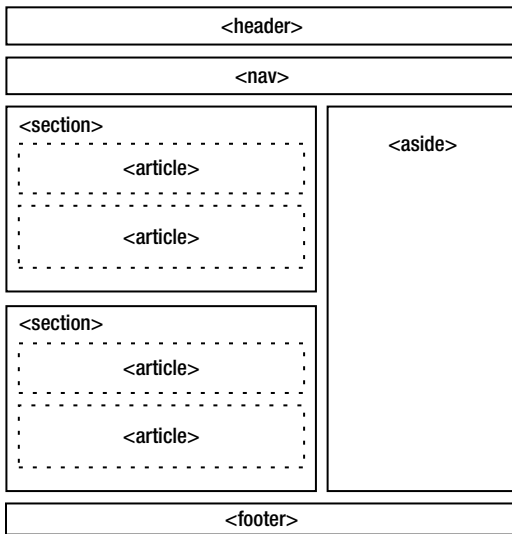 <header>
<nav>
<section>
<article>
<article>
<aside>
<section>
<article>
<article>
<footer>